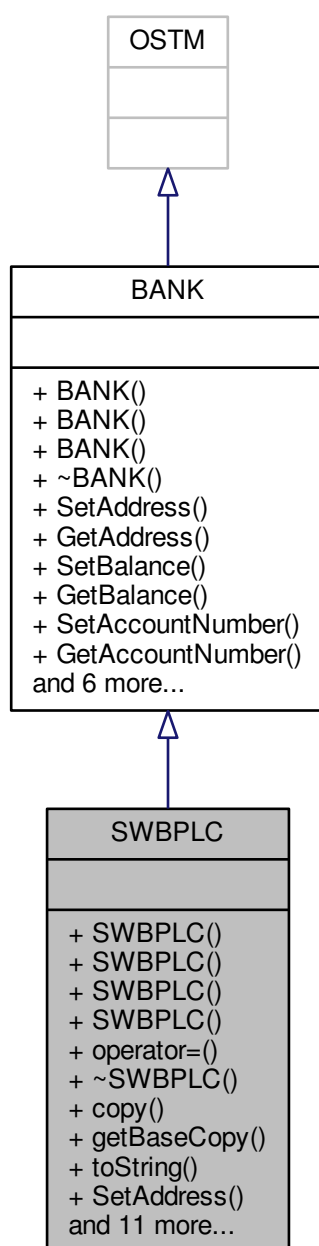 OSTM
BANK
+ BANK()
+ BANK()
+ BANK()
+ ~BANK()
+ SetAddress()
+ GetAddress()
+ SetBalance()
+ GetBalance()
+ SetAccountNumber()
+ GetAccountNumber()
and 6 more...
SWBPLC
+ SWBPLC()
+ SWBPLC()
+ SWBPLC()
+ SWBPLC()
+ operator=()
+ ~SWBPLC()
+ copy()
+ getBaseCopy()
+ toString()
+ SetAddress()
and 11 more...